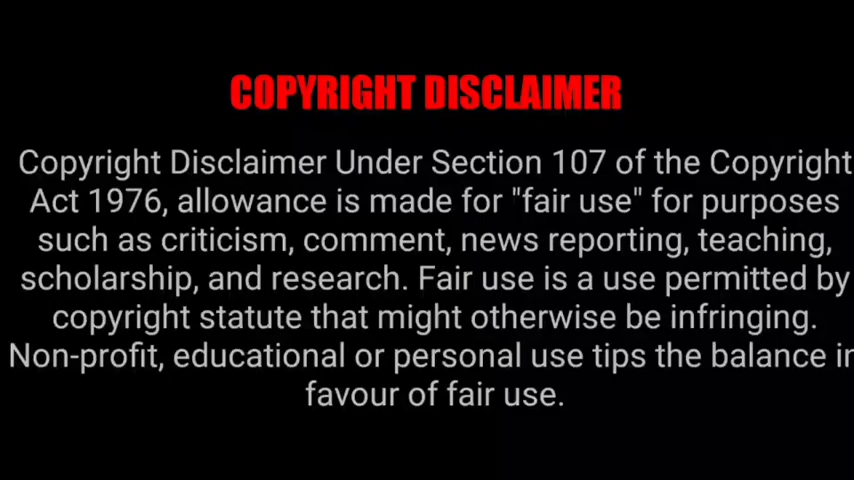 COPYRIGHT DISCLAIMER
Copyright Disclaimer Under Section 107 of the Copyright
Act 1976, allowance is made for "fair use" for purposes
such as criticism, comment, news reporting, teaching,
scholarship, and research. Fair use is a use permitted by
copyright statute that might otherwise be infringing.
Non-profit, educational or personal use tips the balance in
favour of fair use.